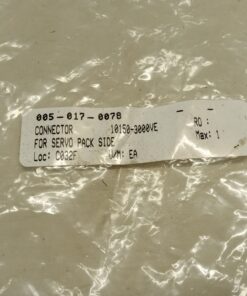 005-017-0078
CONNECTOR 10150-3000VE
FOR SERVO PACK SIDE
Loc: C032F U/M: EA
RO :
Max: 1